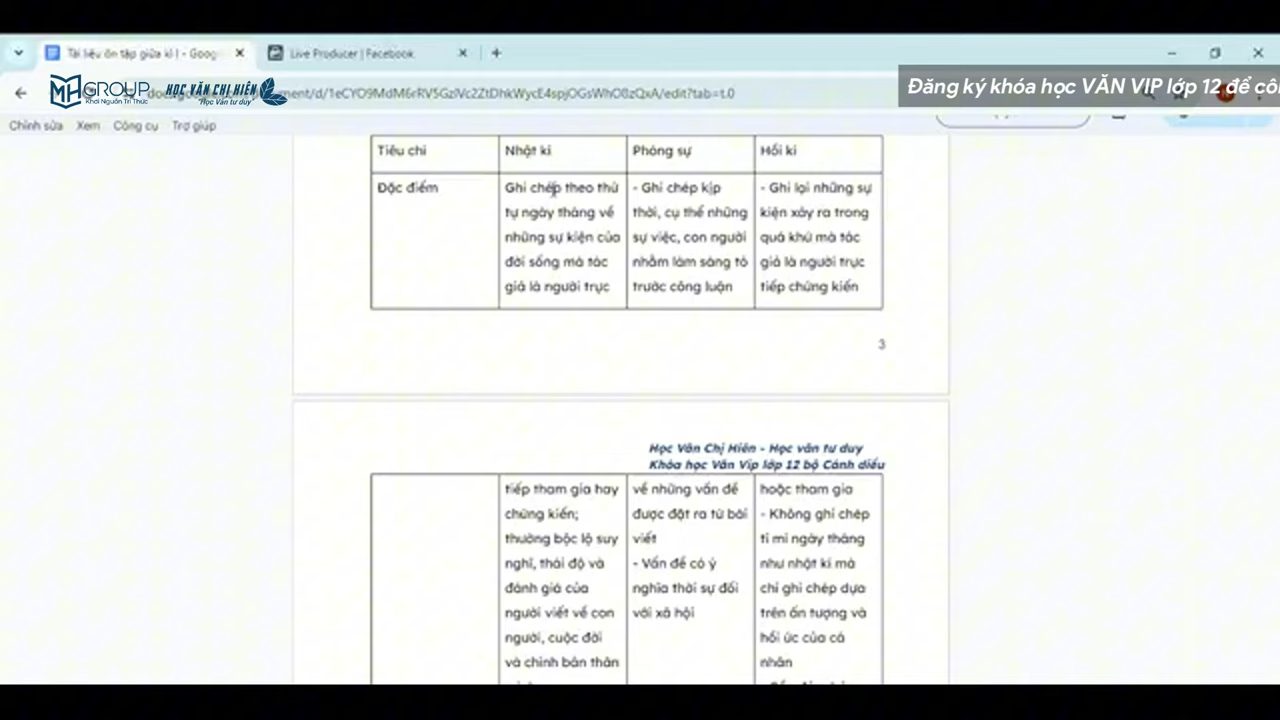 Tài liệu ôn tập giữa kì I - Goog
Live Producer | Facebook
MH GROUP
Khơi Nguồn Tri Thức
HỌC VĂN CHỊ HIÊN
"Học Văn tư duy"
Đăng ký khóa học VĂN VIP lớp 12 để cô
Chỉnh sửa Xem Công cụ Trợ giúp
Tiêu chí Nhật kí Phóng sự Hồi kí
Đặc điểm
Ghi chép theo thứ
tự ngày tháng về
những sự kiện của
đời sống mà tác
giả là người trực
- Ghi chép kịp
thời, cụ thể những
sự việc, con người
nhằm làm sáng tỏ
trước công luận
- Ghi lại những sự
kiện xảy ra trong
quá khứ mà tác
giả là người trực
tiếp chứng kiến
3
Học Văn Chị Hiên - Học văn tư duy
Khóa học Văn Vip lớp 12 bộ Cánh diều
tiếp tham gia hay
chứng kiến;
thường bộc lộ suy
nghĩ, thái độ và
đánh giá của
người viết về con
người, cuộc đời
và chính bản thân
về những vấn đề
được đặt ra từ bài
viết
- Vấn đề có ý
nghĩa thời sự đối
với xã hội
hoặc tham gia
- Không ghi chép
tỉ mỉ ngày tháng
như nhật kí mà
chỉ ghi chép dựa
trên ấn tượng và
hồi ức của cá
nhân